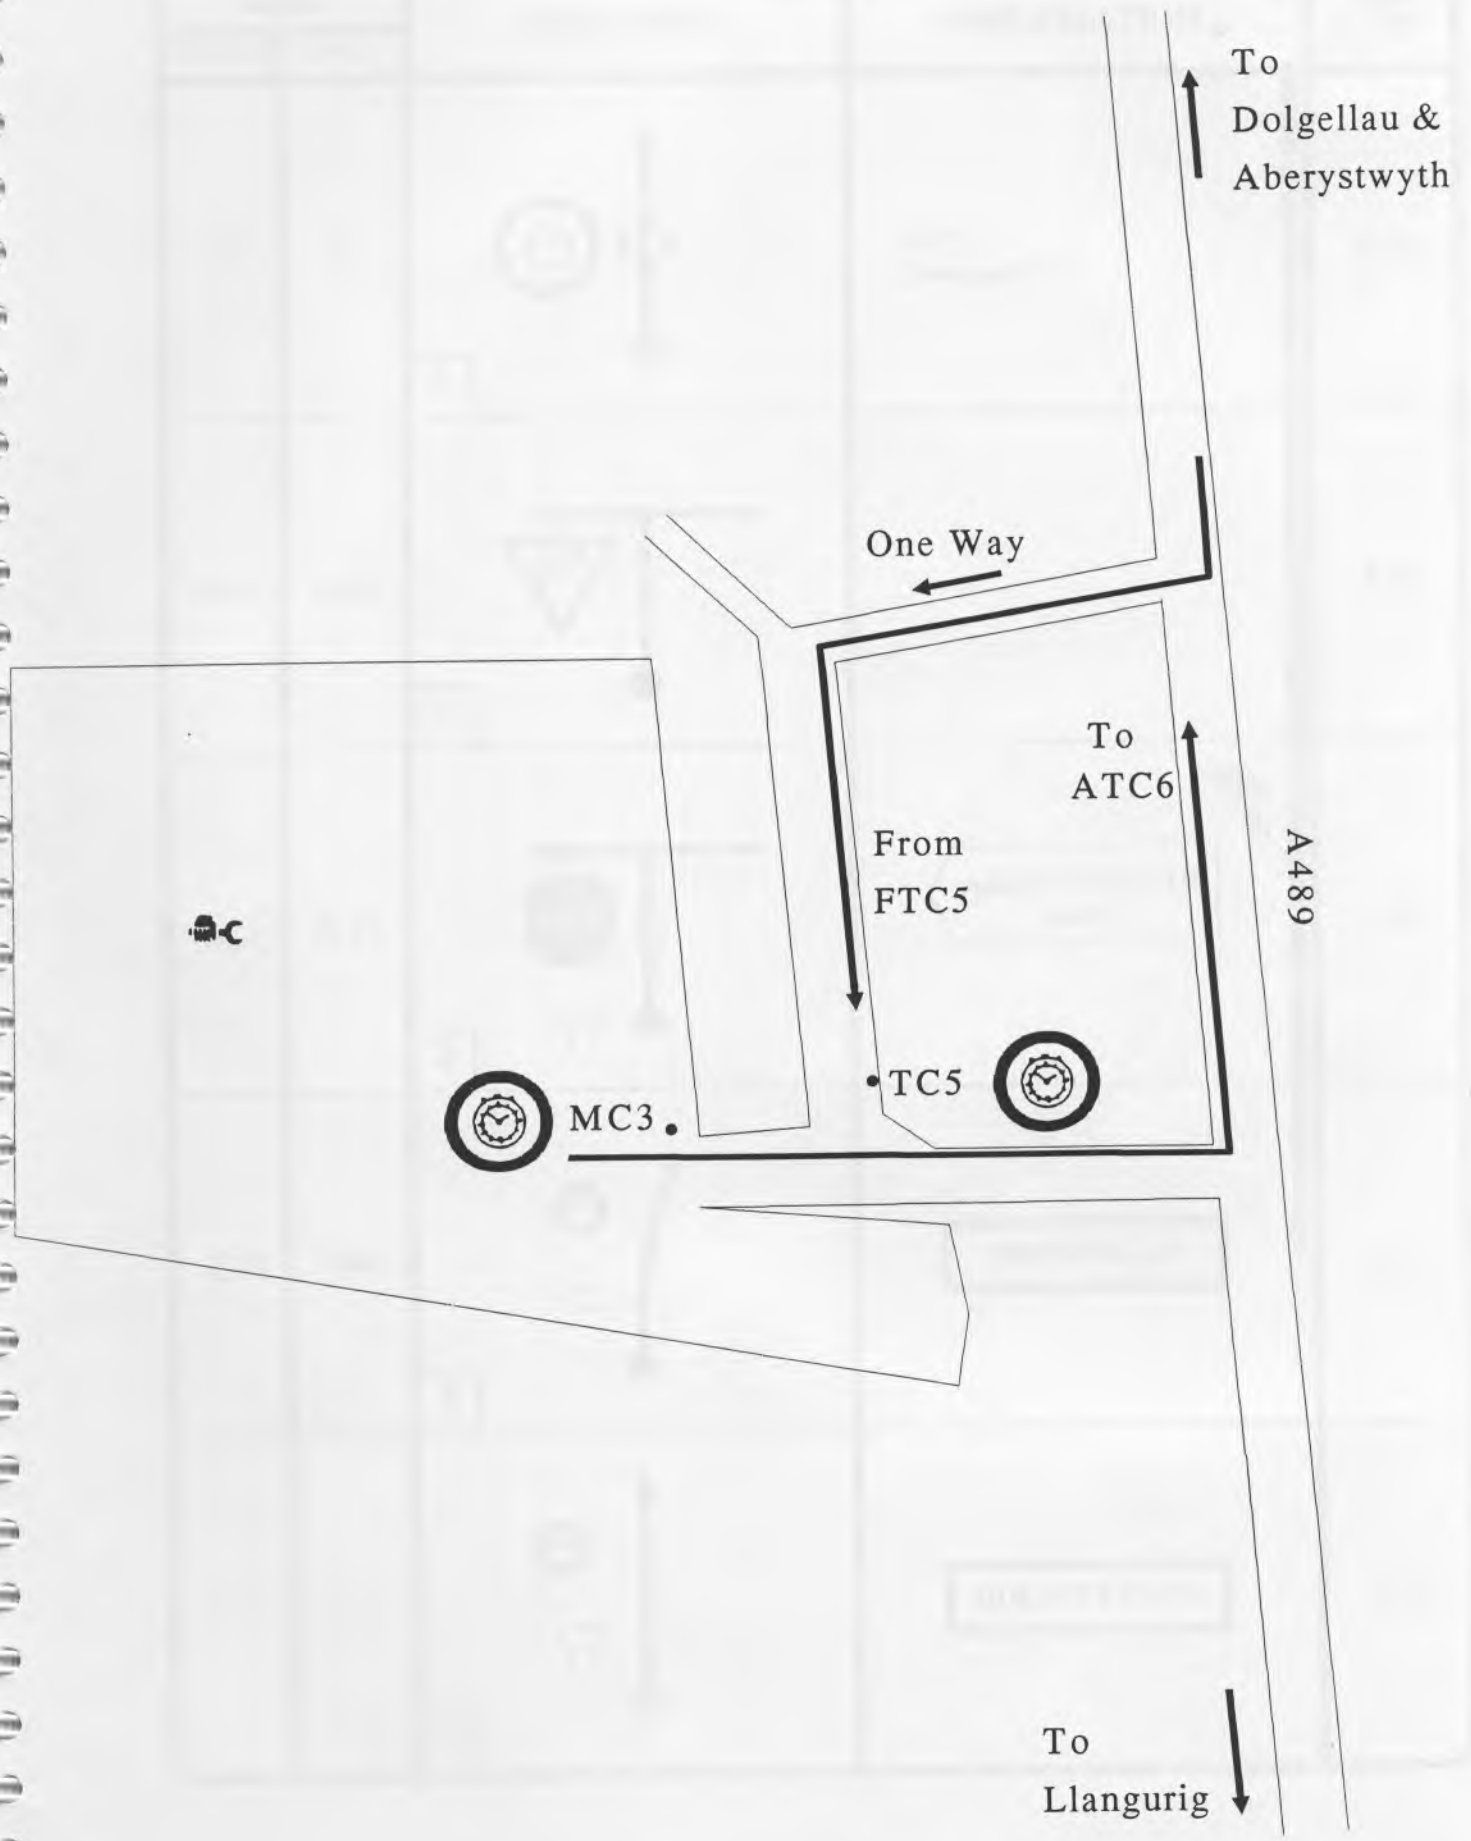 To
Dolgellau &
Aberystwyth
One Way
To
ATC6
From
FTC5
A489
TC5
MC3
To
Llangurig